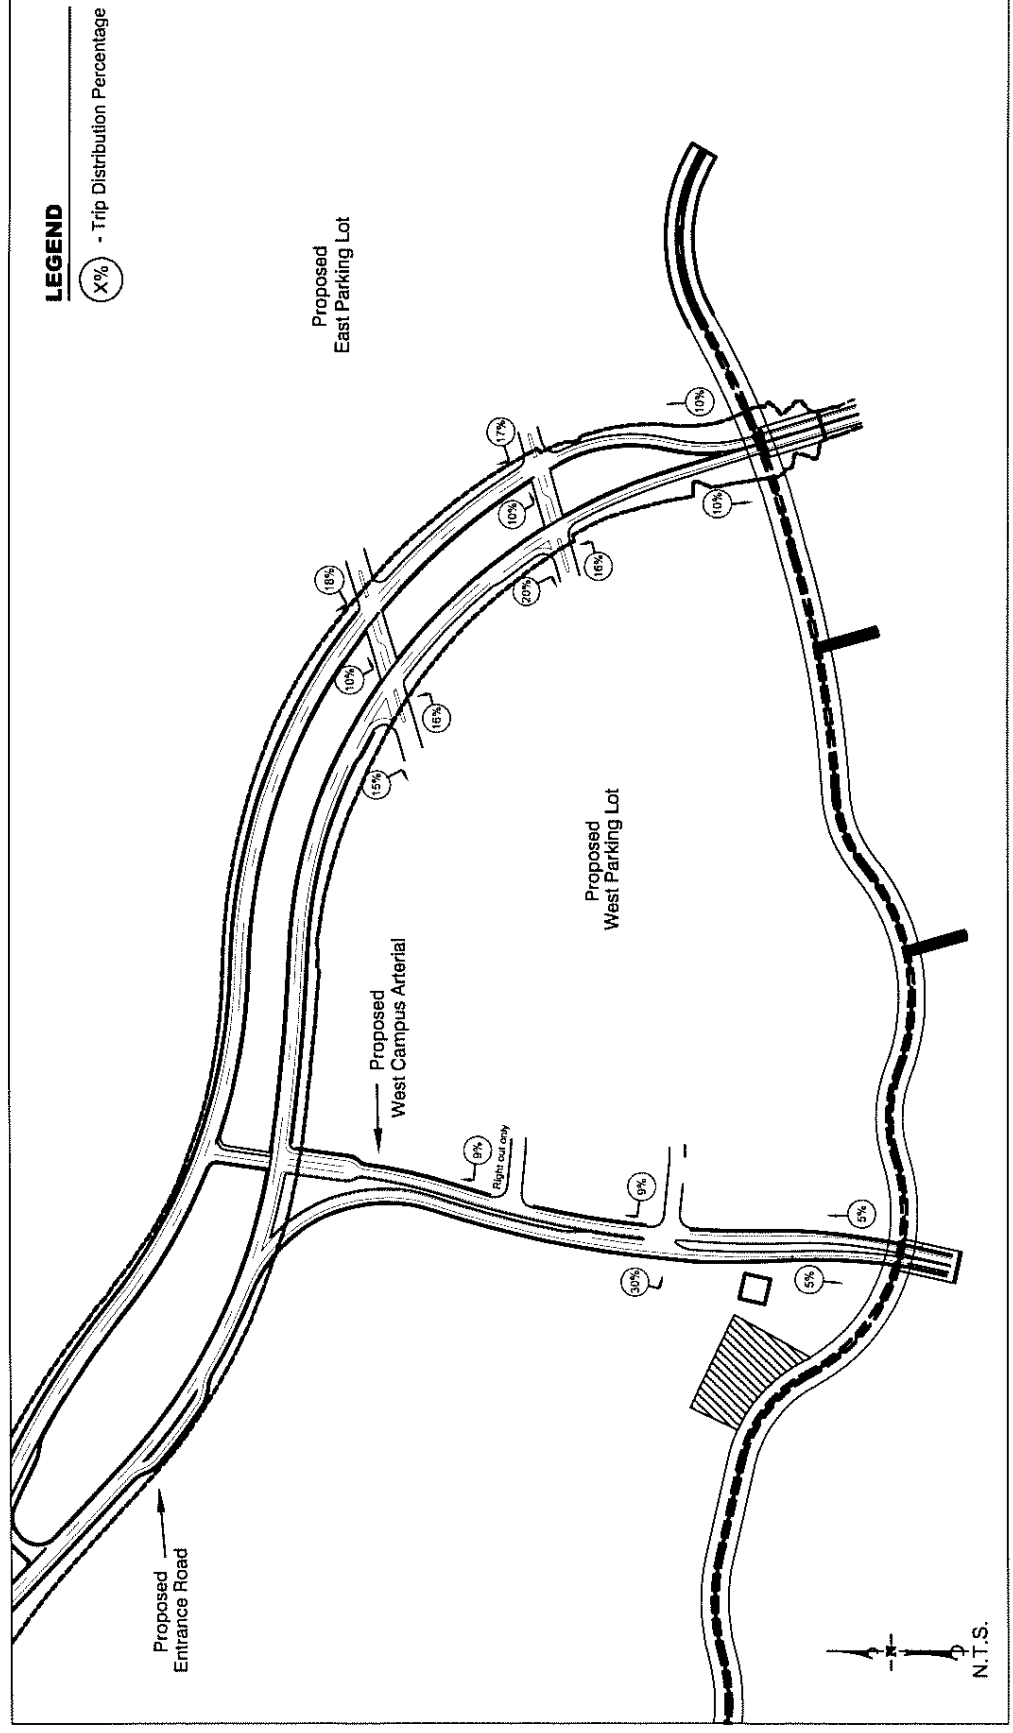 LEGEND
X% - Trip Distribution Percentage
Proposed
East Parking Lot
10%
17%
10%
10%
16%
20%
18%
10%
16%
15%
Proposed
West Parking Lot
Proposed
West Campus Arterial
9%
Right out only
9%
5%
30%
5%
Proposed
Entrance Road
N
N.T.S.